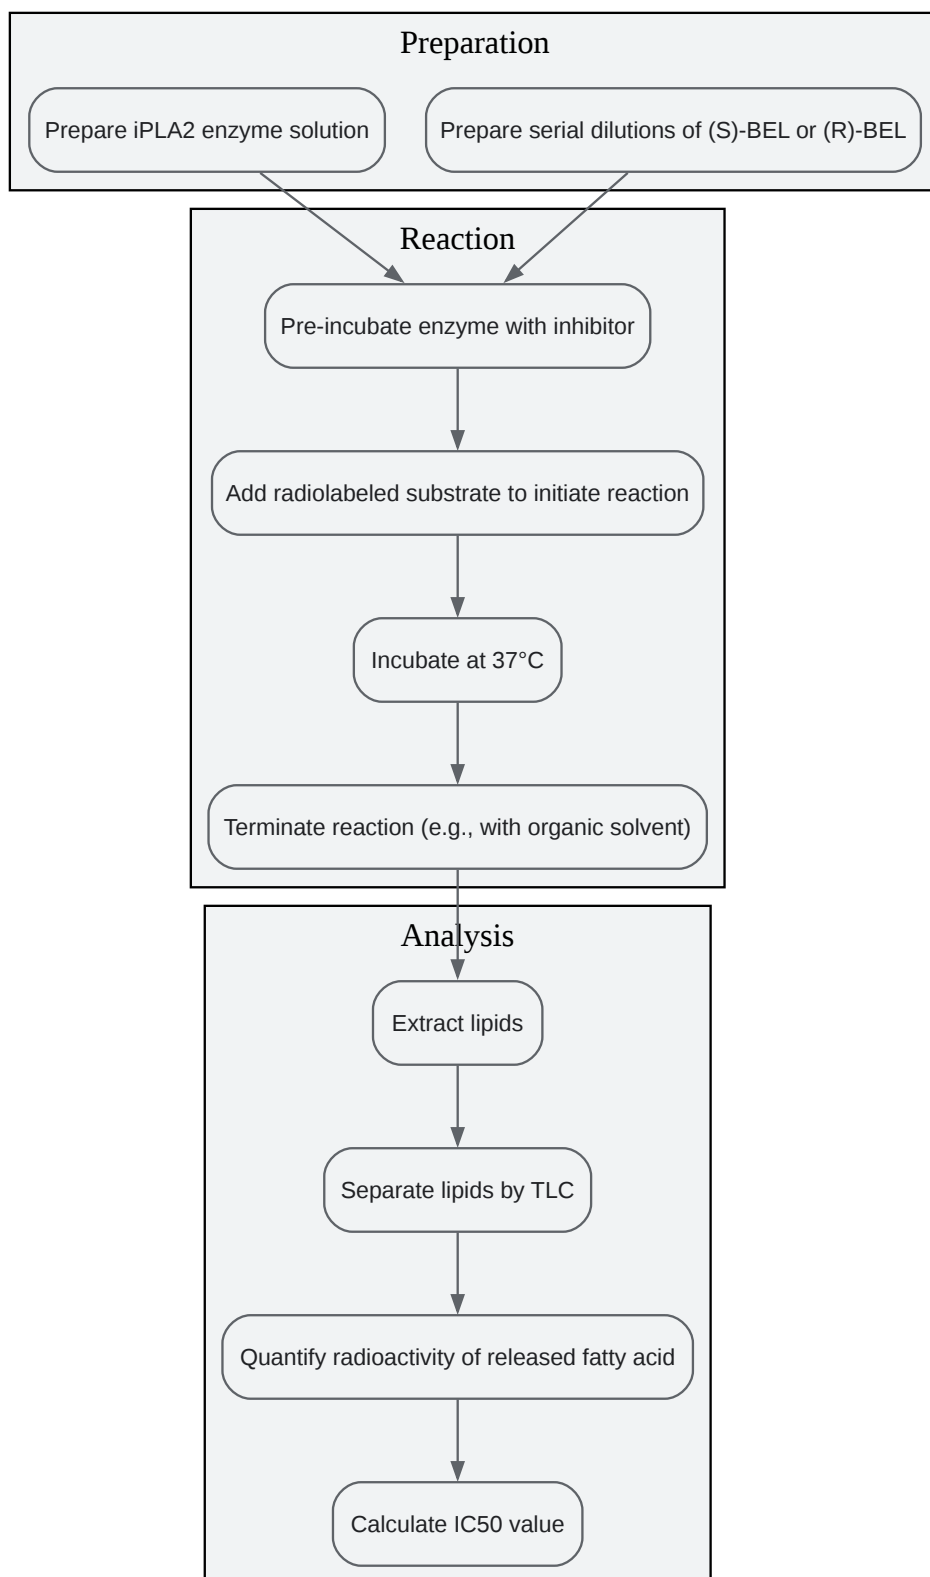 Preparation
Prepare iPLA2 enzyme solution
Prepare serial dilutions of (S)-BEL or (R)-BEL
Reaction
Pre-incubate enzyme with inhibitor
Add radiolabeled substrate to initiate reaction
Incubate at 37°C
Terminate reaction (e.g., with organic solvent)
Analysis
Extract lipids
Separate lipids by TLC
Quantify radioactivity of released fatty acid
Calculate IC50 value